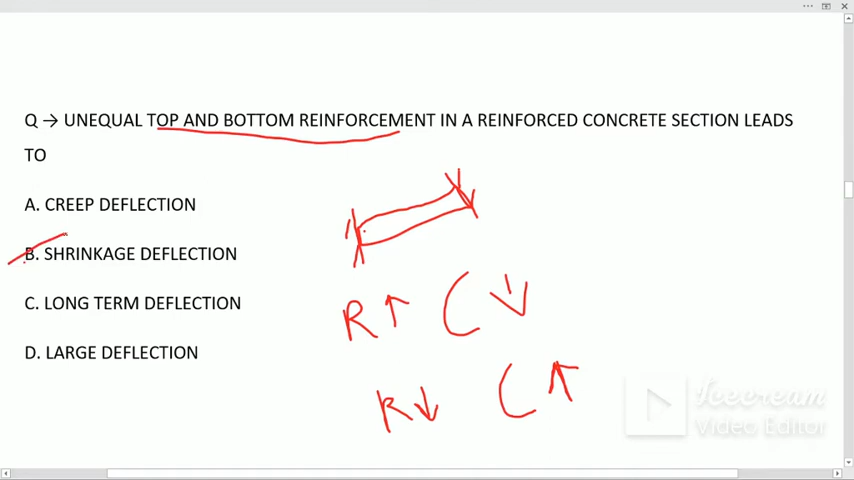 Q → UNEQUAL TOP AND BOTTOM REINFORCEMENT IN A REINFORCED CONCRETE SECTION LEADS
TO
A. CREEP DEFLECTION
B. SHRINKAGE DEFLECTION
C. LONG TERM DEFLECTION
D. LARGE DEFLECTION
R↑ C ↓
R↓ C ↑
Icecream
Video Editor